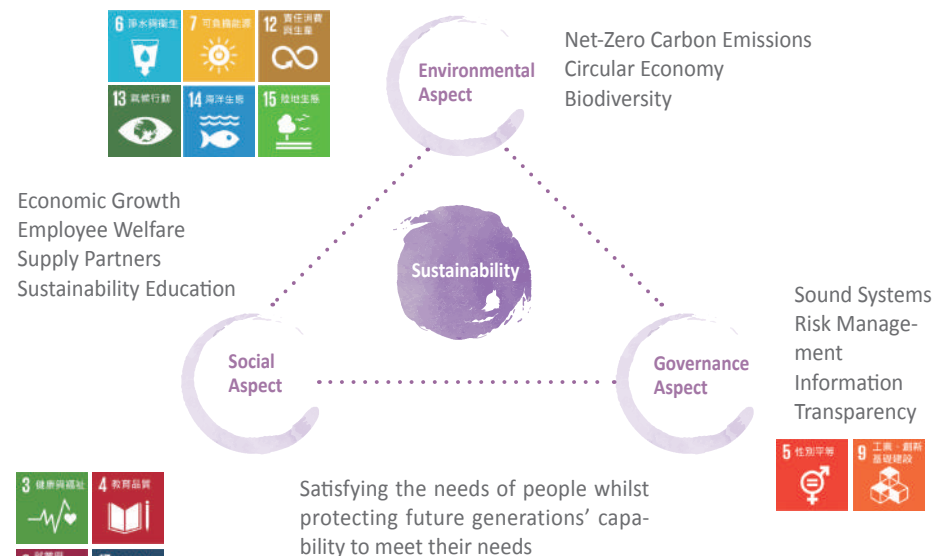 6 淨水與衛生
7 可負擔能源
12 責任消費
與生產
13 氣候行動
14 海洋生態
15 陸地生態
Environmental
Aspect
Net-Zero Carbon Emissions
Circular Economy
Biodiversity
Economic Growth
Employee Welfare
Supply Partners
Sustainability Education
Sustainability
Social
Aspect
Governance
Aspect
Sound Systems
Risk Manage-
ment
Information
Transparency
5 性別平等
9 工業、創新
基礎建設
3 健康與福祉
4 教育品質
Satisfying the needs of people whilst
protecting future generations’ capa-
bility to meet their needs